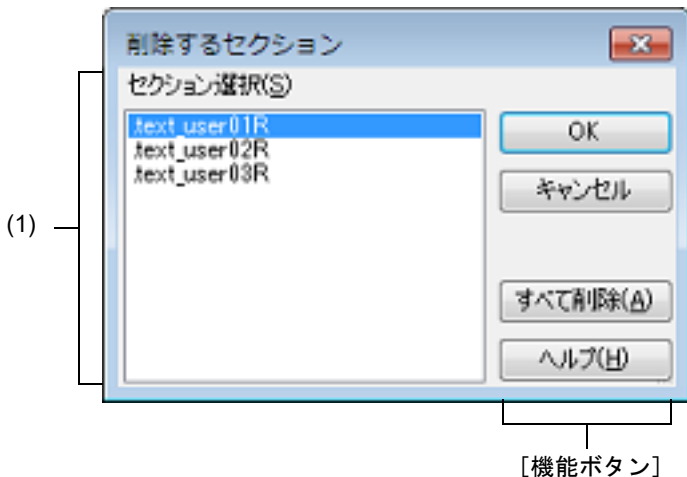 削除するセクション
セクション選択(S)
.text_user01R
.text_user02R
.text_user03R
OK
キャンセル
すべて削除(A)
ヘルプ(H)
(1)
［機能ボタン］